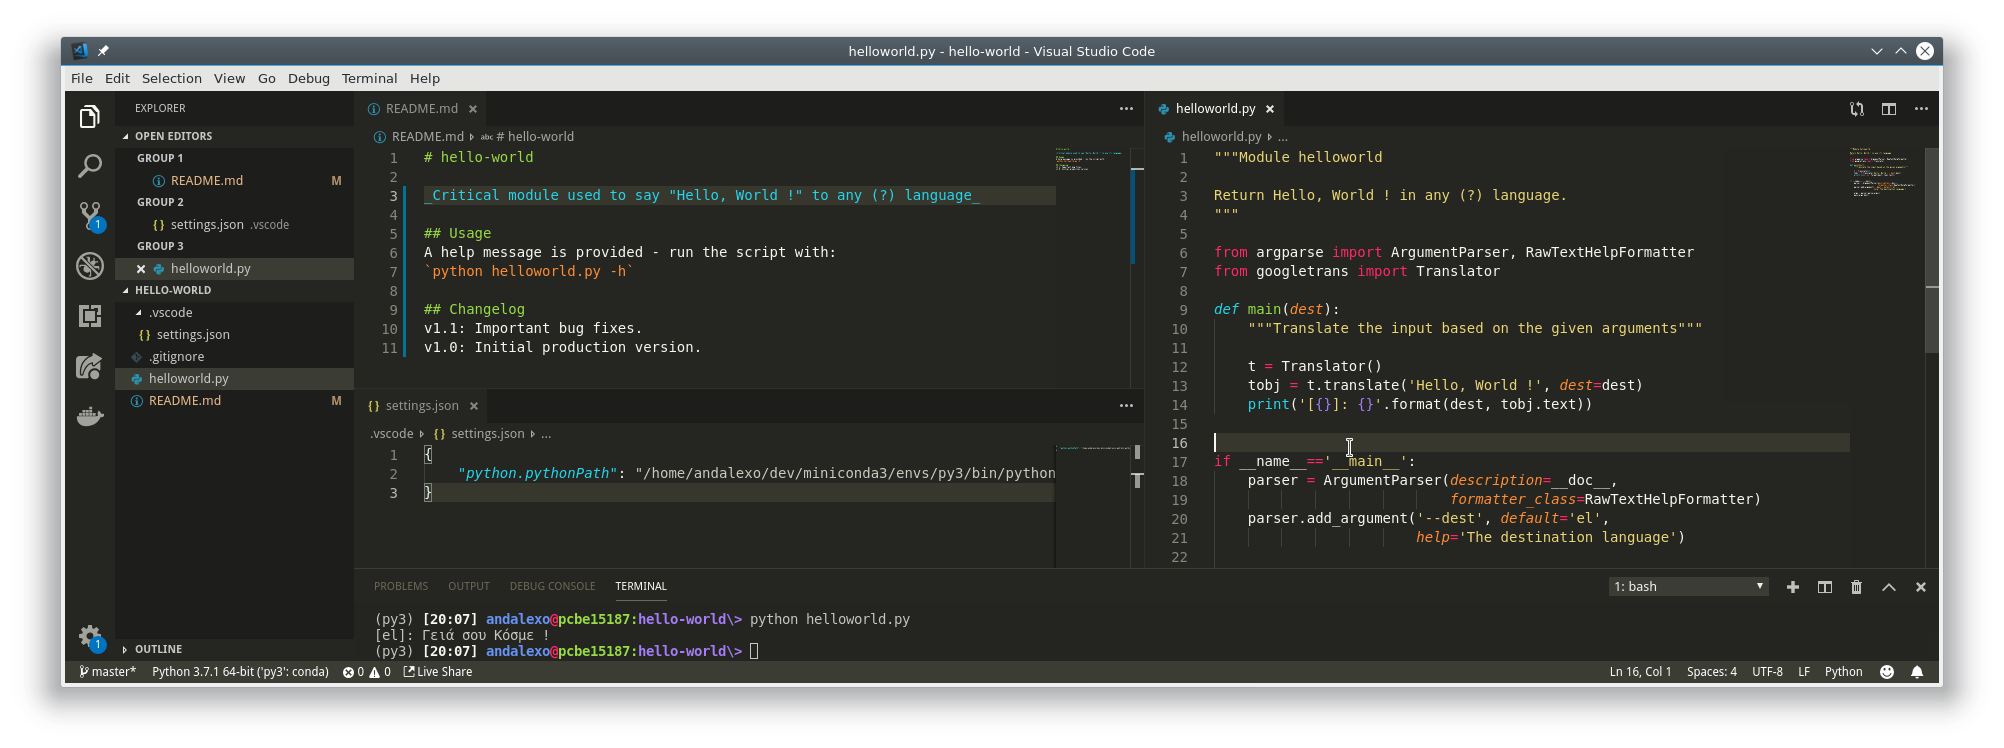 helloworld.py - hello-world - Visual Studio Code
File Edit Selection View Go Debug Terminal Help
EXPLORER
OPEN EDITORS
GROUP 1
README.md M
GROUP 2
{} settings.json .vscode
GROUP 3
helloworld.py
HELLO-WORLD
.vscode
{} settings.json
.gitignore
helloworld.py
README.md M
OUTLINE
1
1
README.md
README.md abc # hello-world
1 # hello-world
2
3 _Critical module used to say "Hello, World !" to any (?) language_
4
5 ## Usage
6 A help message is provided - run the script with:
7 `python helloworld.py -h`
8
9 ## Changelog
10 v1.1: Important bug fixes.
11 v1.0: Initial production version.
{} settings.json
.vscode {} settings.json ...
1 {
2 "python.pythonPath": "/home/andalexo/dev/miniconda3/envs/py3/bin/python
3 }
helloworld.py
helloworld.py ...
1 """Module helloworld
2
3 Return Hello, World ! in any (?) language.
4 """
5
6 from argparse import ArgumentParser, RawTextHelpFormatter
7 from googletrans import Translator
8
9 def main(dest):
10 """Translate the input based on the given arguments"""
11
12 t = Translator()
13 tobj = t.translate('Hello, World !', dest=dest)
14 print('[{}]: {}'.format(dest, tobj.text))
15
16
17 if __name__=='__main__':
18 parser = ArgumentParser(description=__doc__,
19 formatter_class=RawTextHelpFormatter)
20 parser.add_argument('--dest', default='el',
21 help='The destination language')
22
PROBLEMS OUTPUT DEBUG CONSOLE TERMINAL 1: bash
(py3) [20:07] andalexo@pcbe15187:hello-world\> python helloworld.py
[el]: Γειά σου Κόσμε !
(py3) [20:07] andalexo@pcbe15187:hello-world\>
master* Python 3.7.1 64-bit ('py3': conda) 0 0 Live Share Ln 16, Col 1 Spaces: 4 UTF-8 LF Python